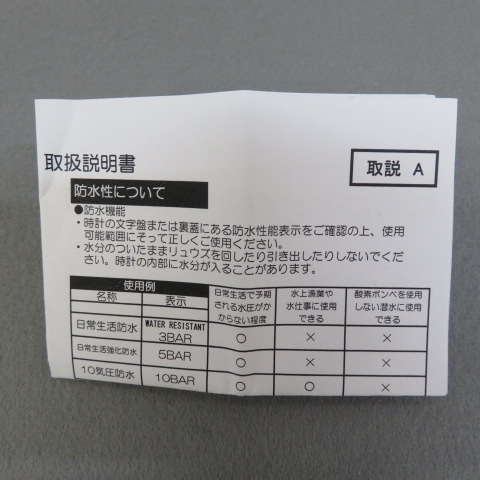 取扱説明書
取説 A
防水性について
●防水機能
・時計の文字盤または裏蓋にある防水性能表示をご確認の上、使用
可能範囲にそって正しくご使用ください。
・水分のついたままリュウズを回したり引き出したりしないでくだ
さい。時計の内部に水分が入ることがあります。
使用例
名称 表示
日常生活で予期
される水圧がか
からない程度
水上漁業や
水仕事に使用
できる
酸素ボンベを使用
しない潜水に使用
できる
日常生活防水 WATER RESISTANT
3BAR ○ × ×
日常生活強化防水 5BAR ○ × ×
10気圧防水 10BAR ○ ○ ×